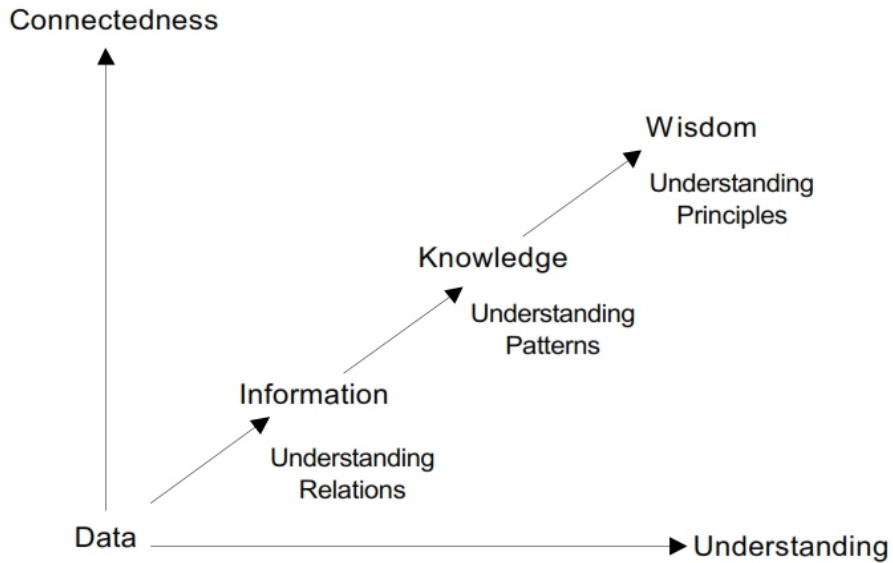 Connectedness
Wisdom
Understanding
Principles
Knowledge
Understanding
Patterns
Information
Understanding
Relations
Data
Understanding